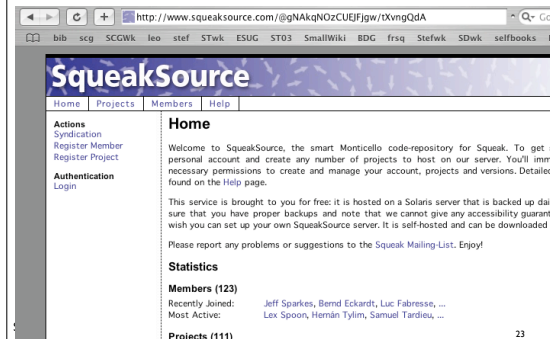 http://www.squeaksource.com/@gNAkqNOzCUEJFjgw/tXvngQdA
bib scg SCGWk leo stef STwk ESUG ST03 SmallWiki BDG frsq Stefwk SDwk selfbooks
SqueakSource
Home Projects Members Help
Actions
Syndication
Register Member
Register Project
Authentication
Login
Home
Welcome to SqueakSource, the smart Monticello code-repository for Squeak. To get
personal account and create any number of projects to host on our server. You'll
necessary permissions to create and manage your account, projects and versions. Detailed
found on the Help page.
This service is brought to you for free: it is hosted on a Solaris server that is backed up
sure that you have proper backups and note that we cannot give any accessibility
wish you can set up your own SqueakSource server. It is self-hosted and can be downloaded
Please report any problems or suggestions to the Squeak Mailing-List. Enjoy!
Statistics
Members (123)
Recently Joined: Jeff Sparkes, Bernd Eckardt, Luc Fabresse, ...
Most Active: Lex Spoon, Hernán Tylim, Samuel Tardieu, ...
Projects (111)
23